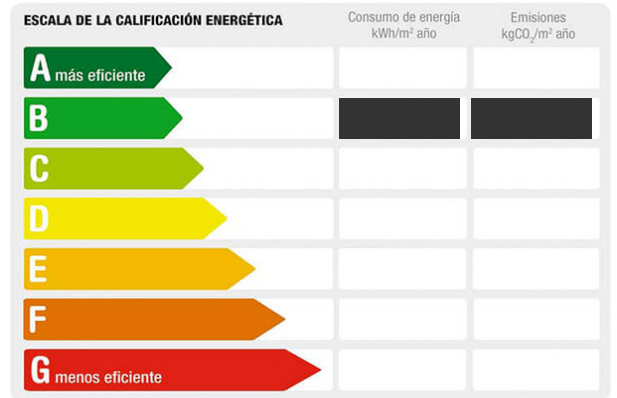 ESCALA DE LA CALIFICACIÓN ENERGÉTICA
Consumo de energía
kWh/m² año
Emisiones
kgCO₂/m² año
A más eficiente
B
C
D
E
F
G menos eficiente